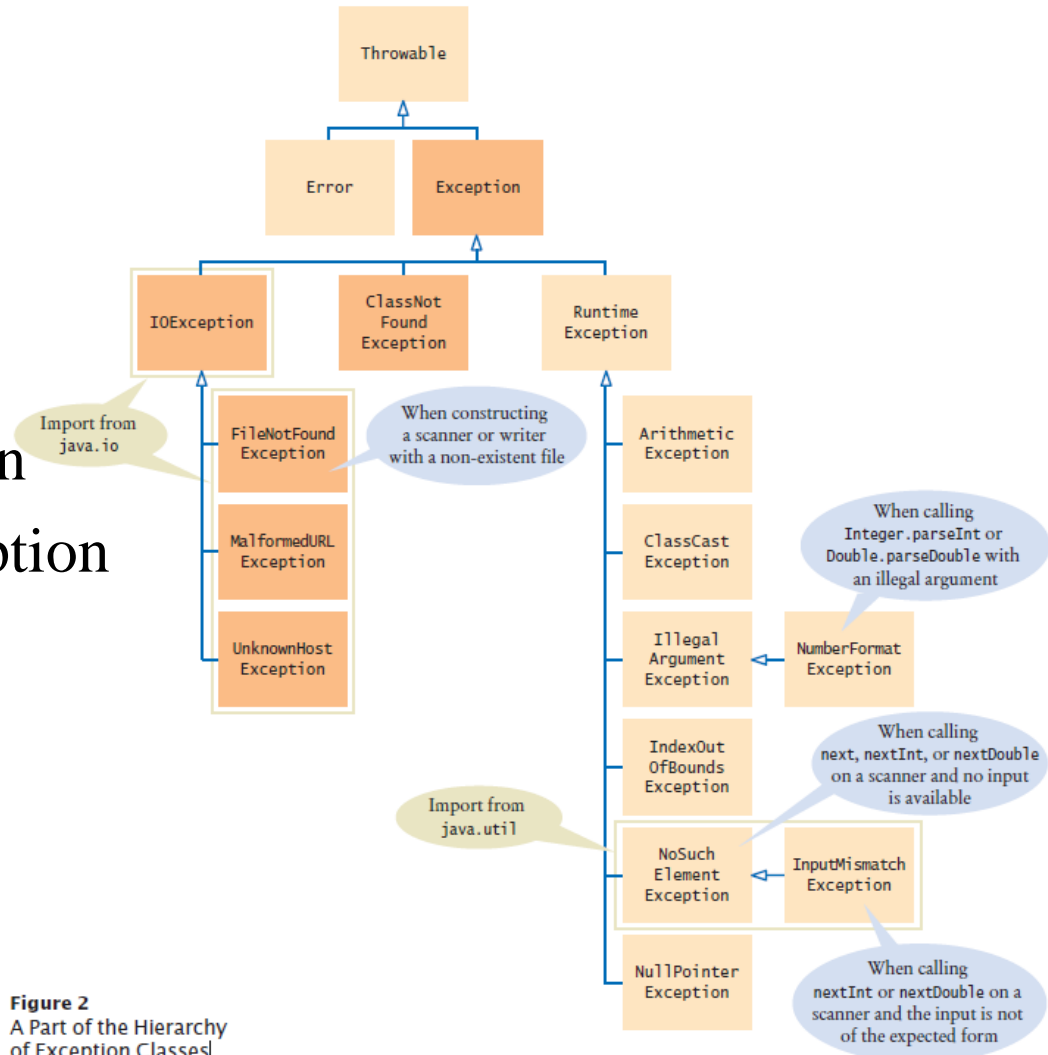 Throwable
Error
Exception
IOException
ClassNot
Found
Exception
Runtime
Exception
Import from
java.io
n
ption
FileNotFound
Exception
When constructing
a scanner or writer
with a non-existent file
MalformedURL
Exception
UnknownHost
Exception
Arithmetic
Exception
ClassCast
Exception
When calling
Integer.parseInt or
Double.parseDouble with
an illegal argument
Illegal
Argument
Exception
NumberFormat
Exception
IndexOut
OfBounds
Exception
When calling
next, nextInt, or nextDouble
on a scanner and no input
is available
Import from
java.util
NoSuch
Element
Exception
InputMismatch
Exception
NullPointer
Exception
When calling
nextInt or nextDouble on a
scanner and the input is not
of the expected form
Figure 2
A Part of the Hierarchy
of Exception Classes